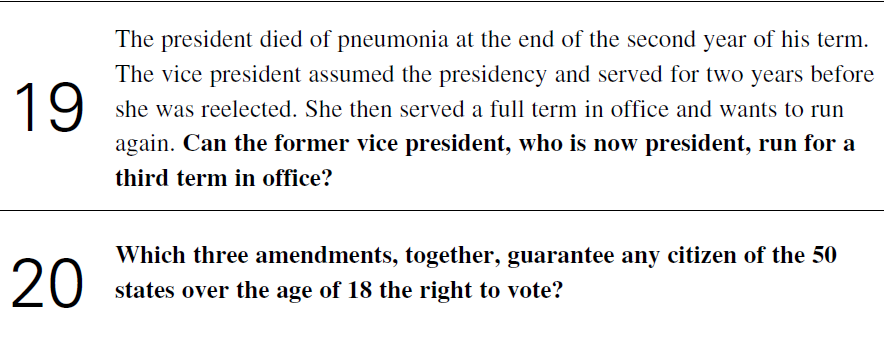 19
The president died of pneumonia at the end of the second year of his term.
The vice president assumed the presidency and served for two years before
she was reelected. She then served a full term in office and wants to run
again. Can the former vice president, who is now president, run for a
third term in office?
20
Which three amendments, together, guarantee any citizen of the 50
states over the age of 18 the right to vote?